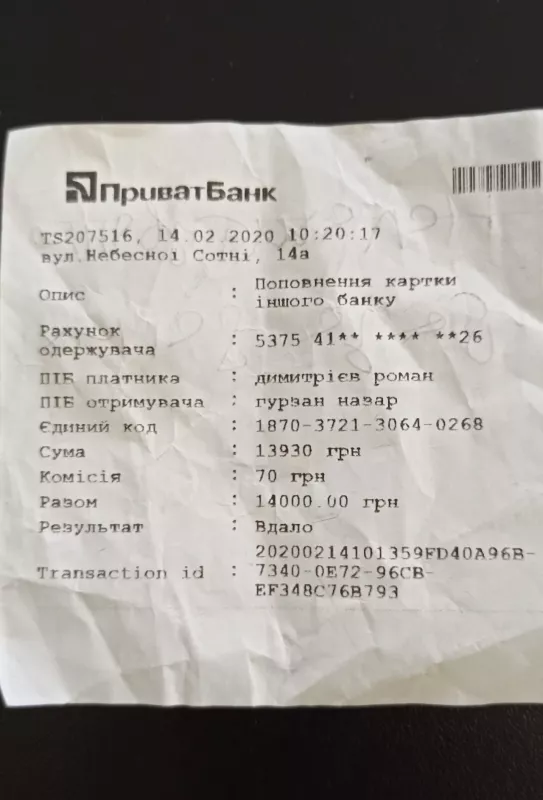 ПриватБанк
TS207516, 14.02.2020 10:20:17
вул.Небесної Сотні, 14а
Опис : Поповнення картки іншого банку
Рахунок одержувача : 5375 41** **** **26
ПІБ платника : димитрієв роман
ПІБ отримувача : гурзан назар
Єдиний код : 1870-3721-3064-0268
Сума : 13930 грн
Комісія : 70 грн
Разом : 14000.00 грн
Результат : Вдало
Transaction id : 20200214101359FD40A96B-
7340-0E72-96CB-
EF348C76B793